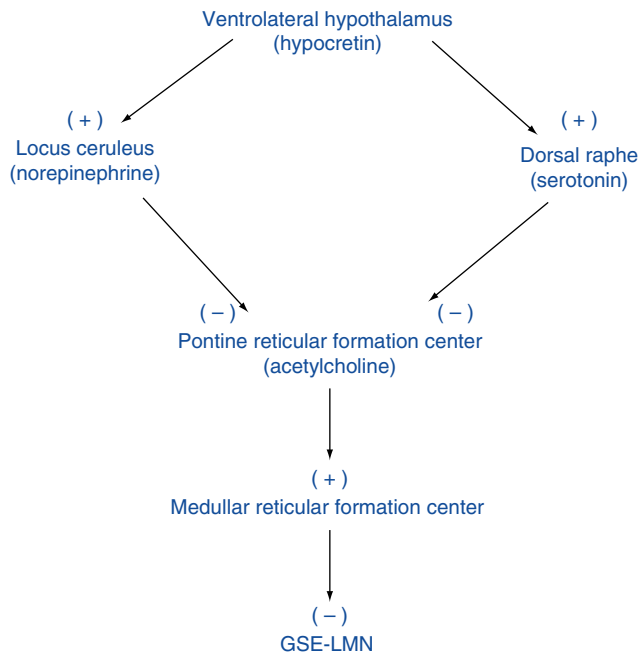 Ventrolateral hypothalamus
(hypocretin)
(+)
Locus ceruleus
(norepinephrine)
(+)
Dorsal raphe
(serotonin)
(−)
(−)
Pontine reticular formation center
(acetylcholine)
(+)
Medullar reticular formation center
(−)
GSE-LMN